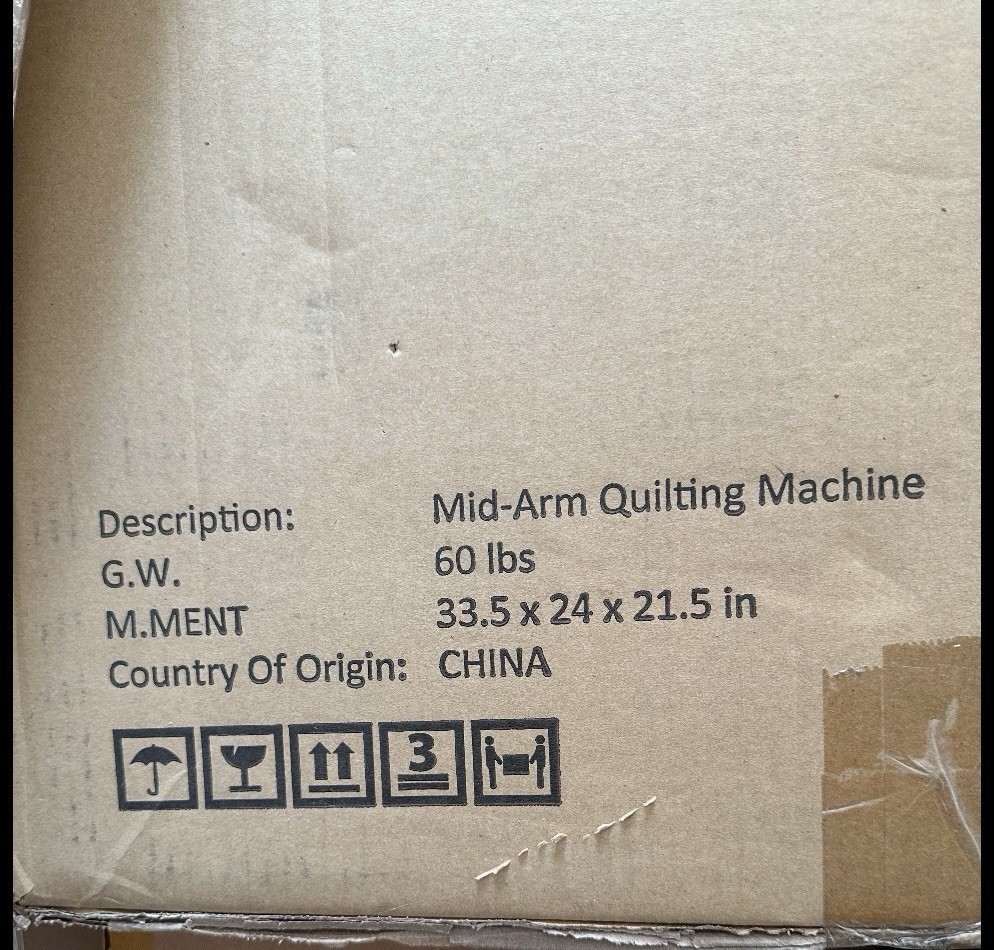 Description: Mid-Arm Quilting Machine
G.W. 60 lbs
M.MENT 33.5 x 24 x 21.5 in
Country Of Origin: CHINA
3